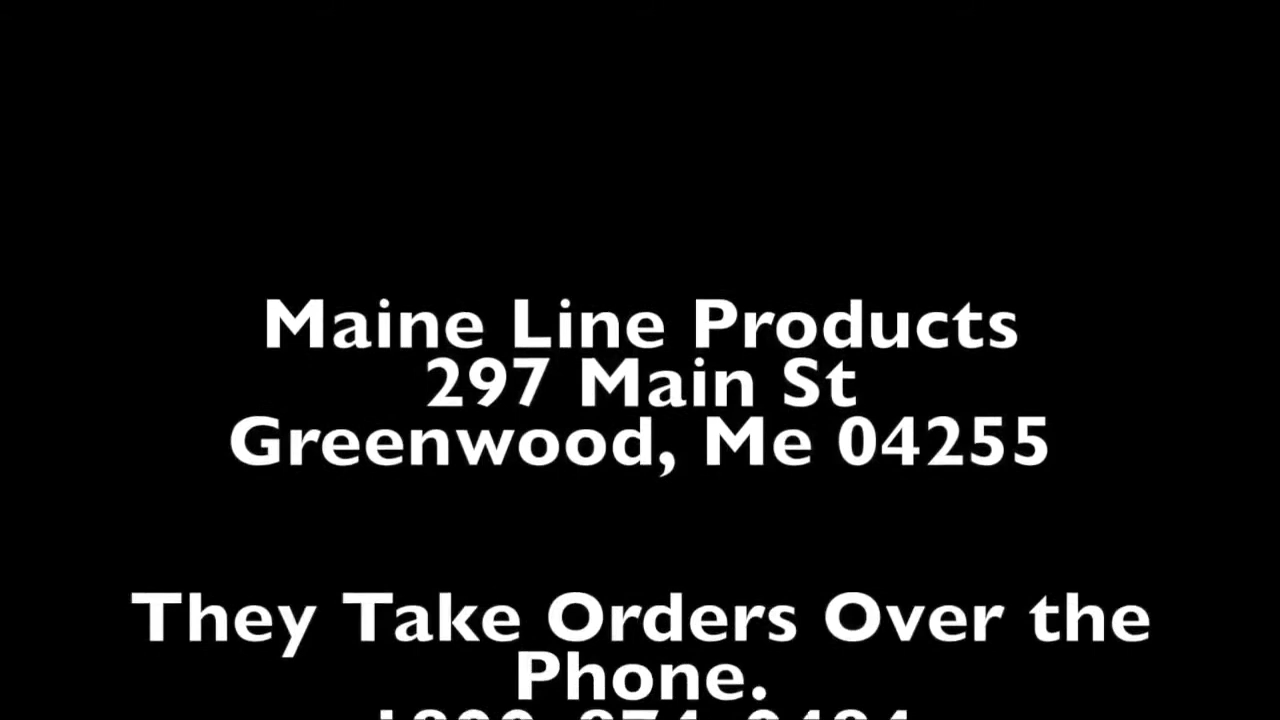 Maine Line Products
297 Main St
Greenwood, Me 04255
They Take Orders Over the
Phone.